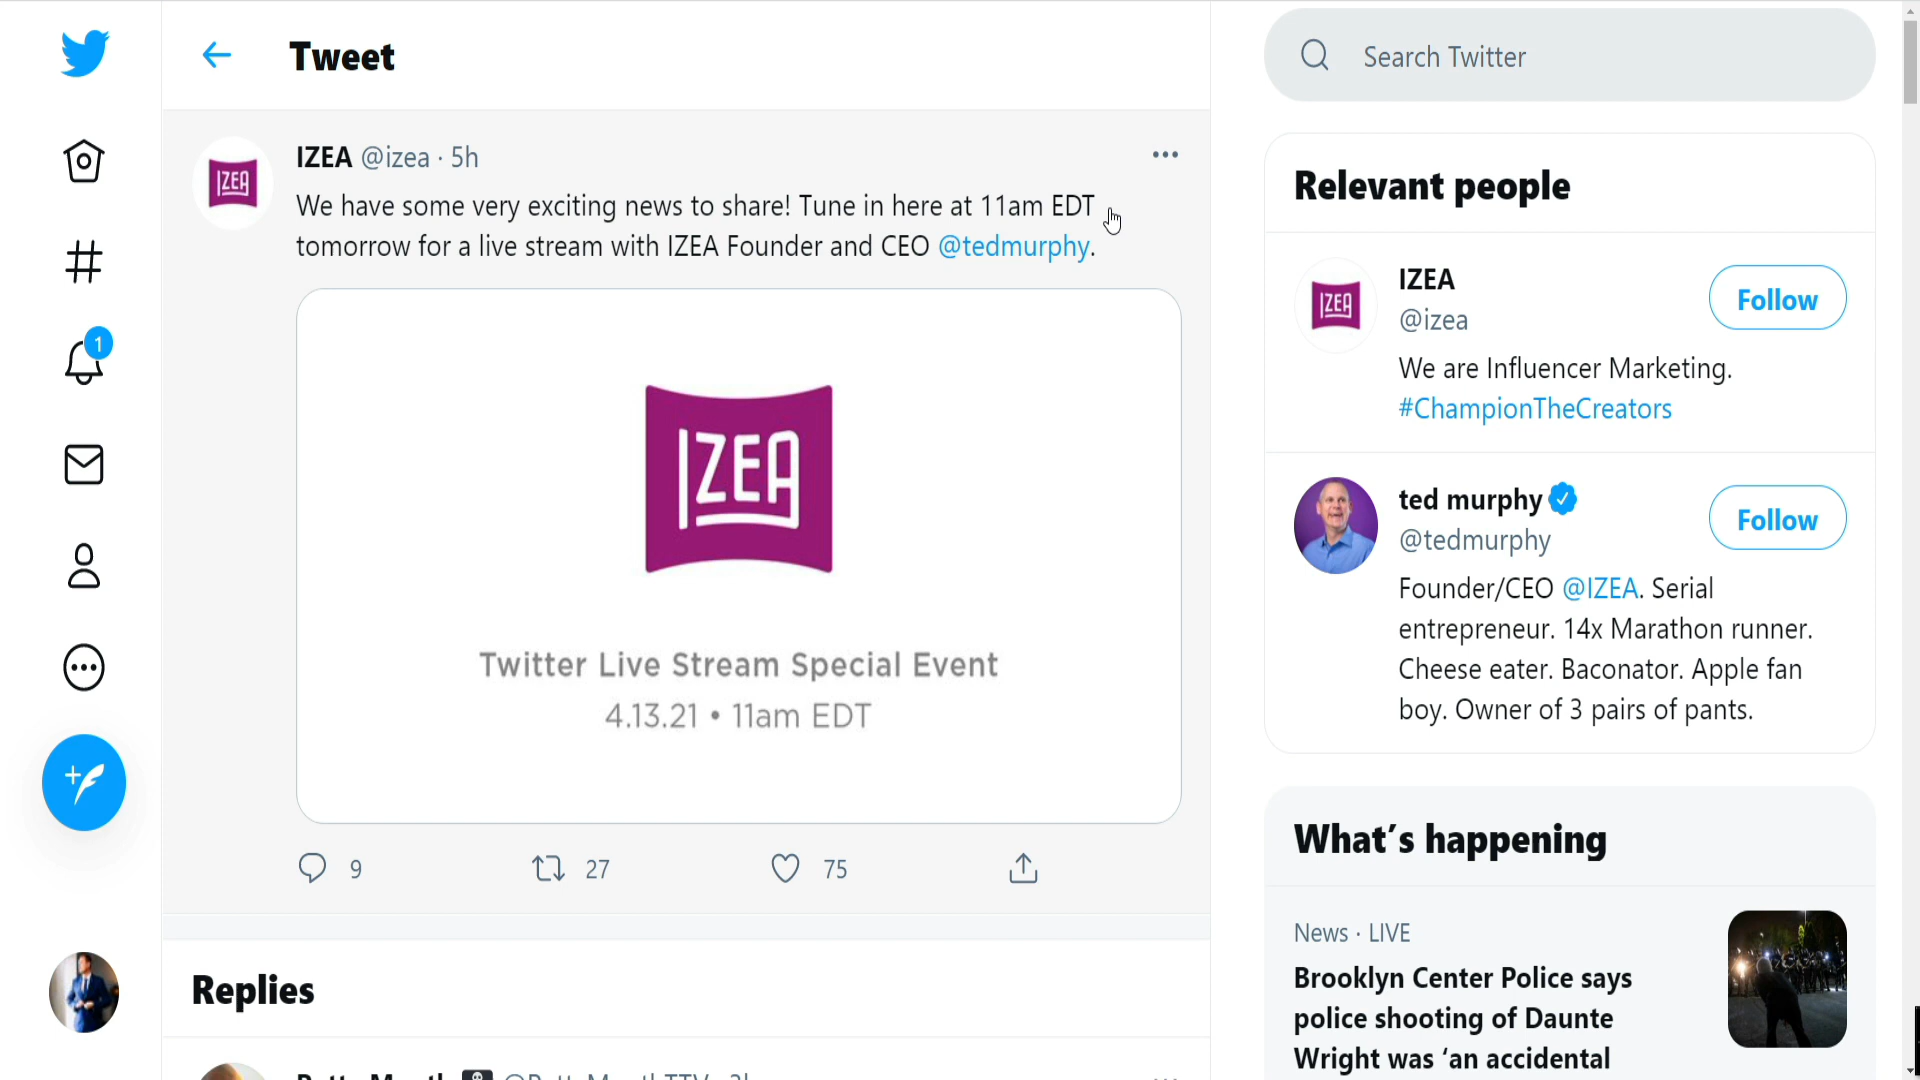 Tweet
IZEA
IZEA @izea · 5h
We have some very exciting news to share! Tune in here at 11am EDT
tomorrow for a live stream with IZEA Founder and CEO @tedmurphy.
IZEA
Twitter Live Stream Special Event
4.13.21 • 11am EDT
9 27 75
Replies
1
Search Twitter
Relevant people
IZEA
IZEA
@izea
Follow
We are Influencer Marketing.
#ChampionTheCreators
ted murphy
@tedmurphy
Follow
Founder/CEO @IZEA. Serial
entrepreneur. 14x Marathon runner.
Cheese eater. Baconator. Apple fan
boy. Owner of 3 pairs of pants.
What's happening
News · LIVE
Brooklyn Center Police says
police shooting of Daunte
Wright was ‘an accidental